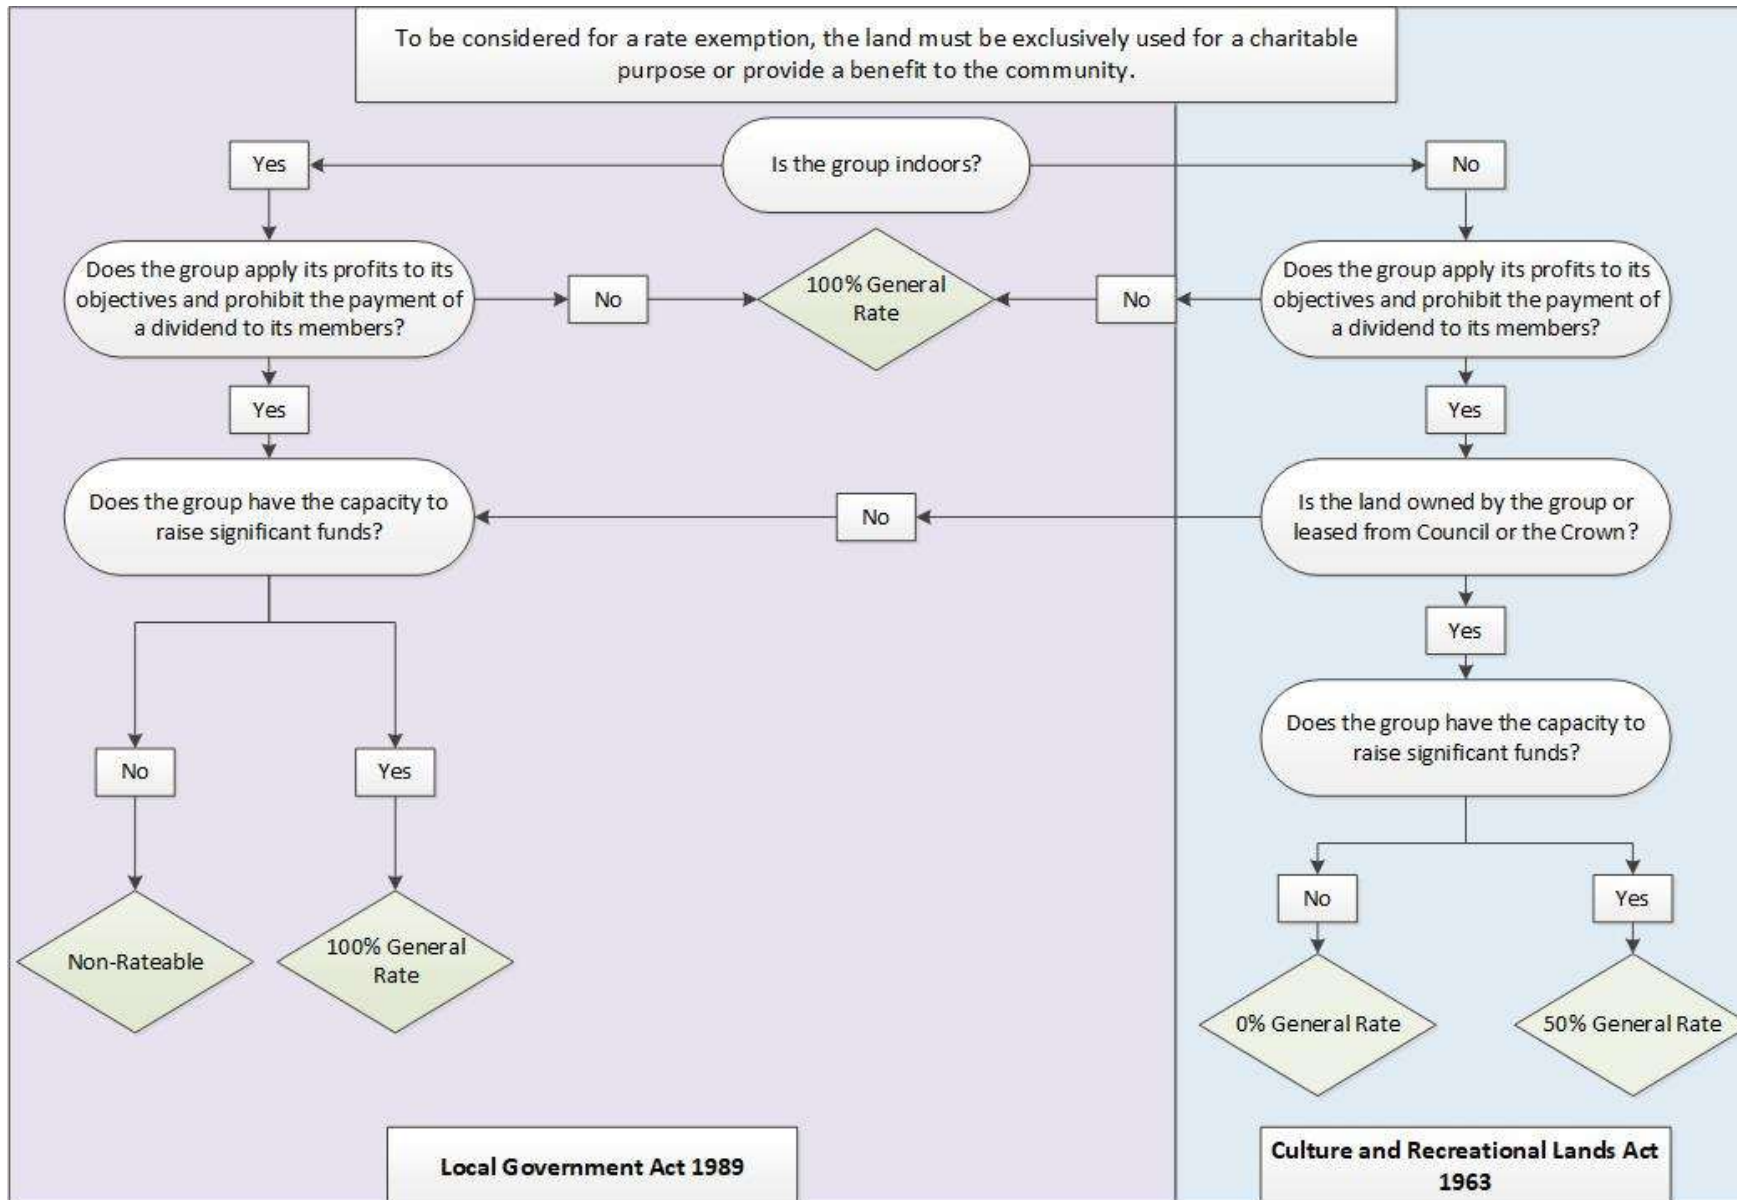 To be considered for a rate exemption, the land must be exclusively used for a charitable
purpose or provide a benefit to the community.
Yes
Is the group indoors?
No
Does the group apply its profits to its
objectives and prohibit the payment of
a dividend to its members?
No
100% General
Rate
No
Does the group apply its profits to its
objectives and prohibit the payment of
a dividend to its members?
Yes
Yes
Does the group have the capacity to
raise significant funds?
No
Is the land owned by the group or
leased from Council or the Crown?
Yes
Does the group have the capacity to
raise significant funds?
No
Yes
No
Yes
Non-Rateable
100% General
Rate
0% General Rate
50% General Rate
Local Government Act 1989
Culture and Recreational Lands Act
1963